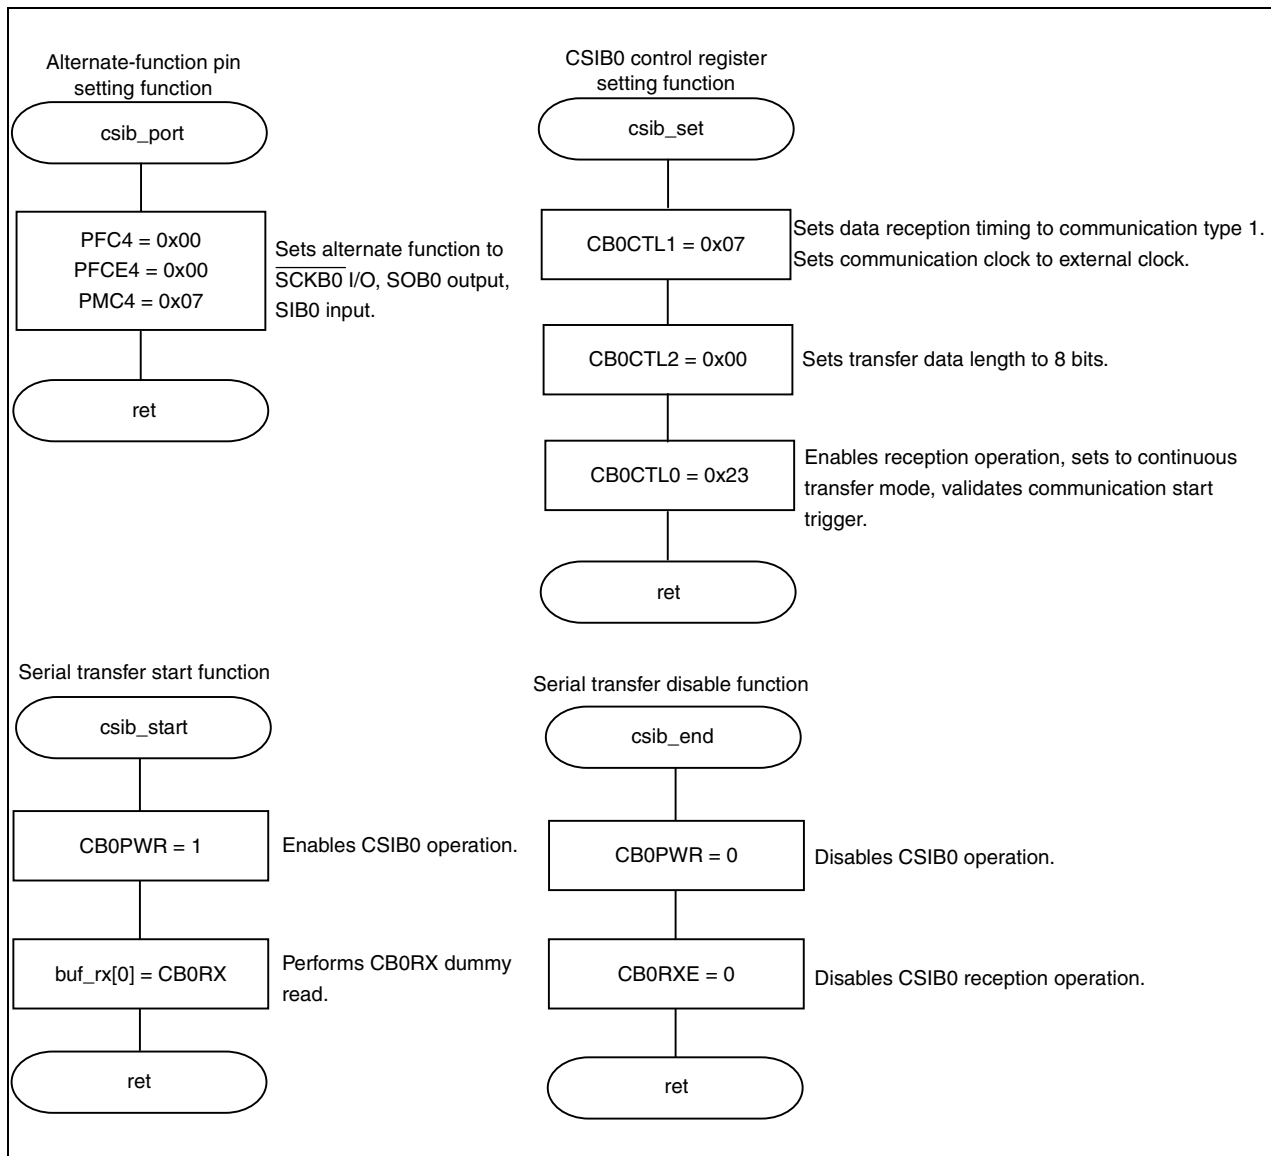 Alternate-function pin
setting function
csib_port
PFC4 = 0x00
PFCE4 = 0x00
PMC4 = 0x07
Sets alternate function to
SCKB0 I/O, SOB0 output,
SIB0 input.
ret
CSIB0 control register
setting function
csib_set
CB0CTL1 = 0x07
Sets data reception timing to communication type 1.
Sets communication clock to external clock.
CB0CTL2 = 0x00
Sets transfer data length to 8 bits.
CB0CTL0 = 0x23
Enables reception operation, sets to continuous
transfer mode, validates communication start
trigger.
ret
Serial transfer start function
csib_start
CB0PWR = 1
Enables CSIB0 operation.
buf_rx[0] = CB0RX
Performs CB0RX dummy
read.
ret
Serial transfer disable function
csib_end
CB0PWR = 0
Disables CSIB0 operation.
CB0RXE = 0
Disables CSIB0 reception operation.
ret